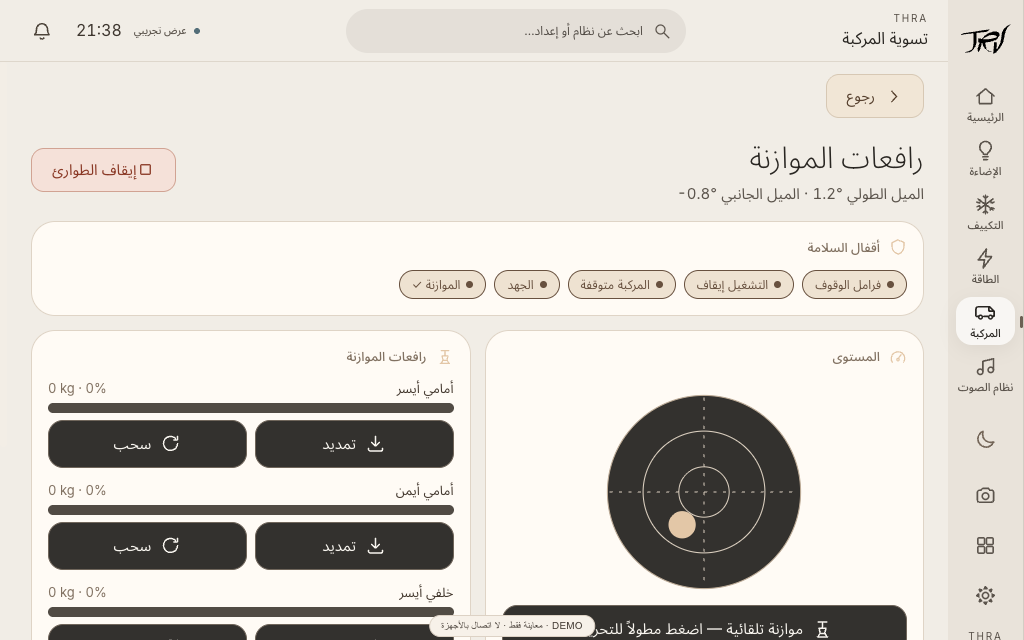 THRA
تسوية المركبة
ابحث عن نظام أو إعداد...
عرض تجريبي
21:38
الرئيسية
الإضاءة
التكييف
الطاقة
المركبة
نظام الصوت
THRA
رجوع
رافعات الموازنة
إيقاف الطوارئ
الميل الطولي 1.2° · الميل الجانبي 0.8°-
أقفال السلامة
فرامل الوقوف
التشغيل إيقاف
المركبة متوقفة
الجهد
الموازنة ✓
المستوى
موازنة تلقائية — اضغط مطولاً للتحر
رافعات الموازنة
أمامي أيسر
0 kg · 0%
تمديد
سحب
أمامي أيمن
0 kg · 0%
تمديد
سحب
خلفي أيسر
0 kg · 0%
DEMO · معاينة فقط · لا اتصال بالأجهزة